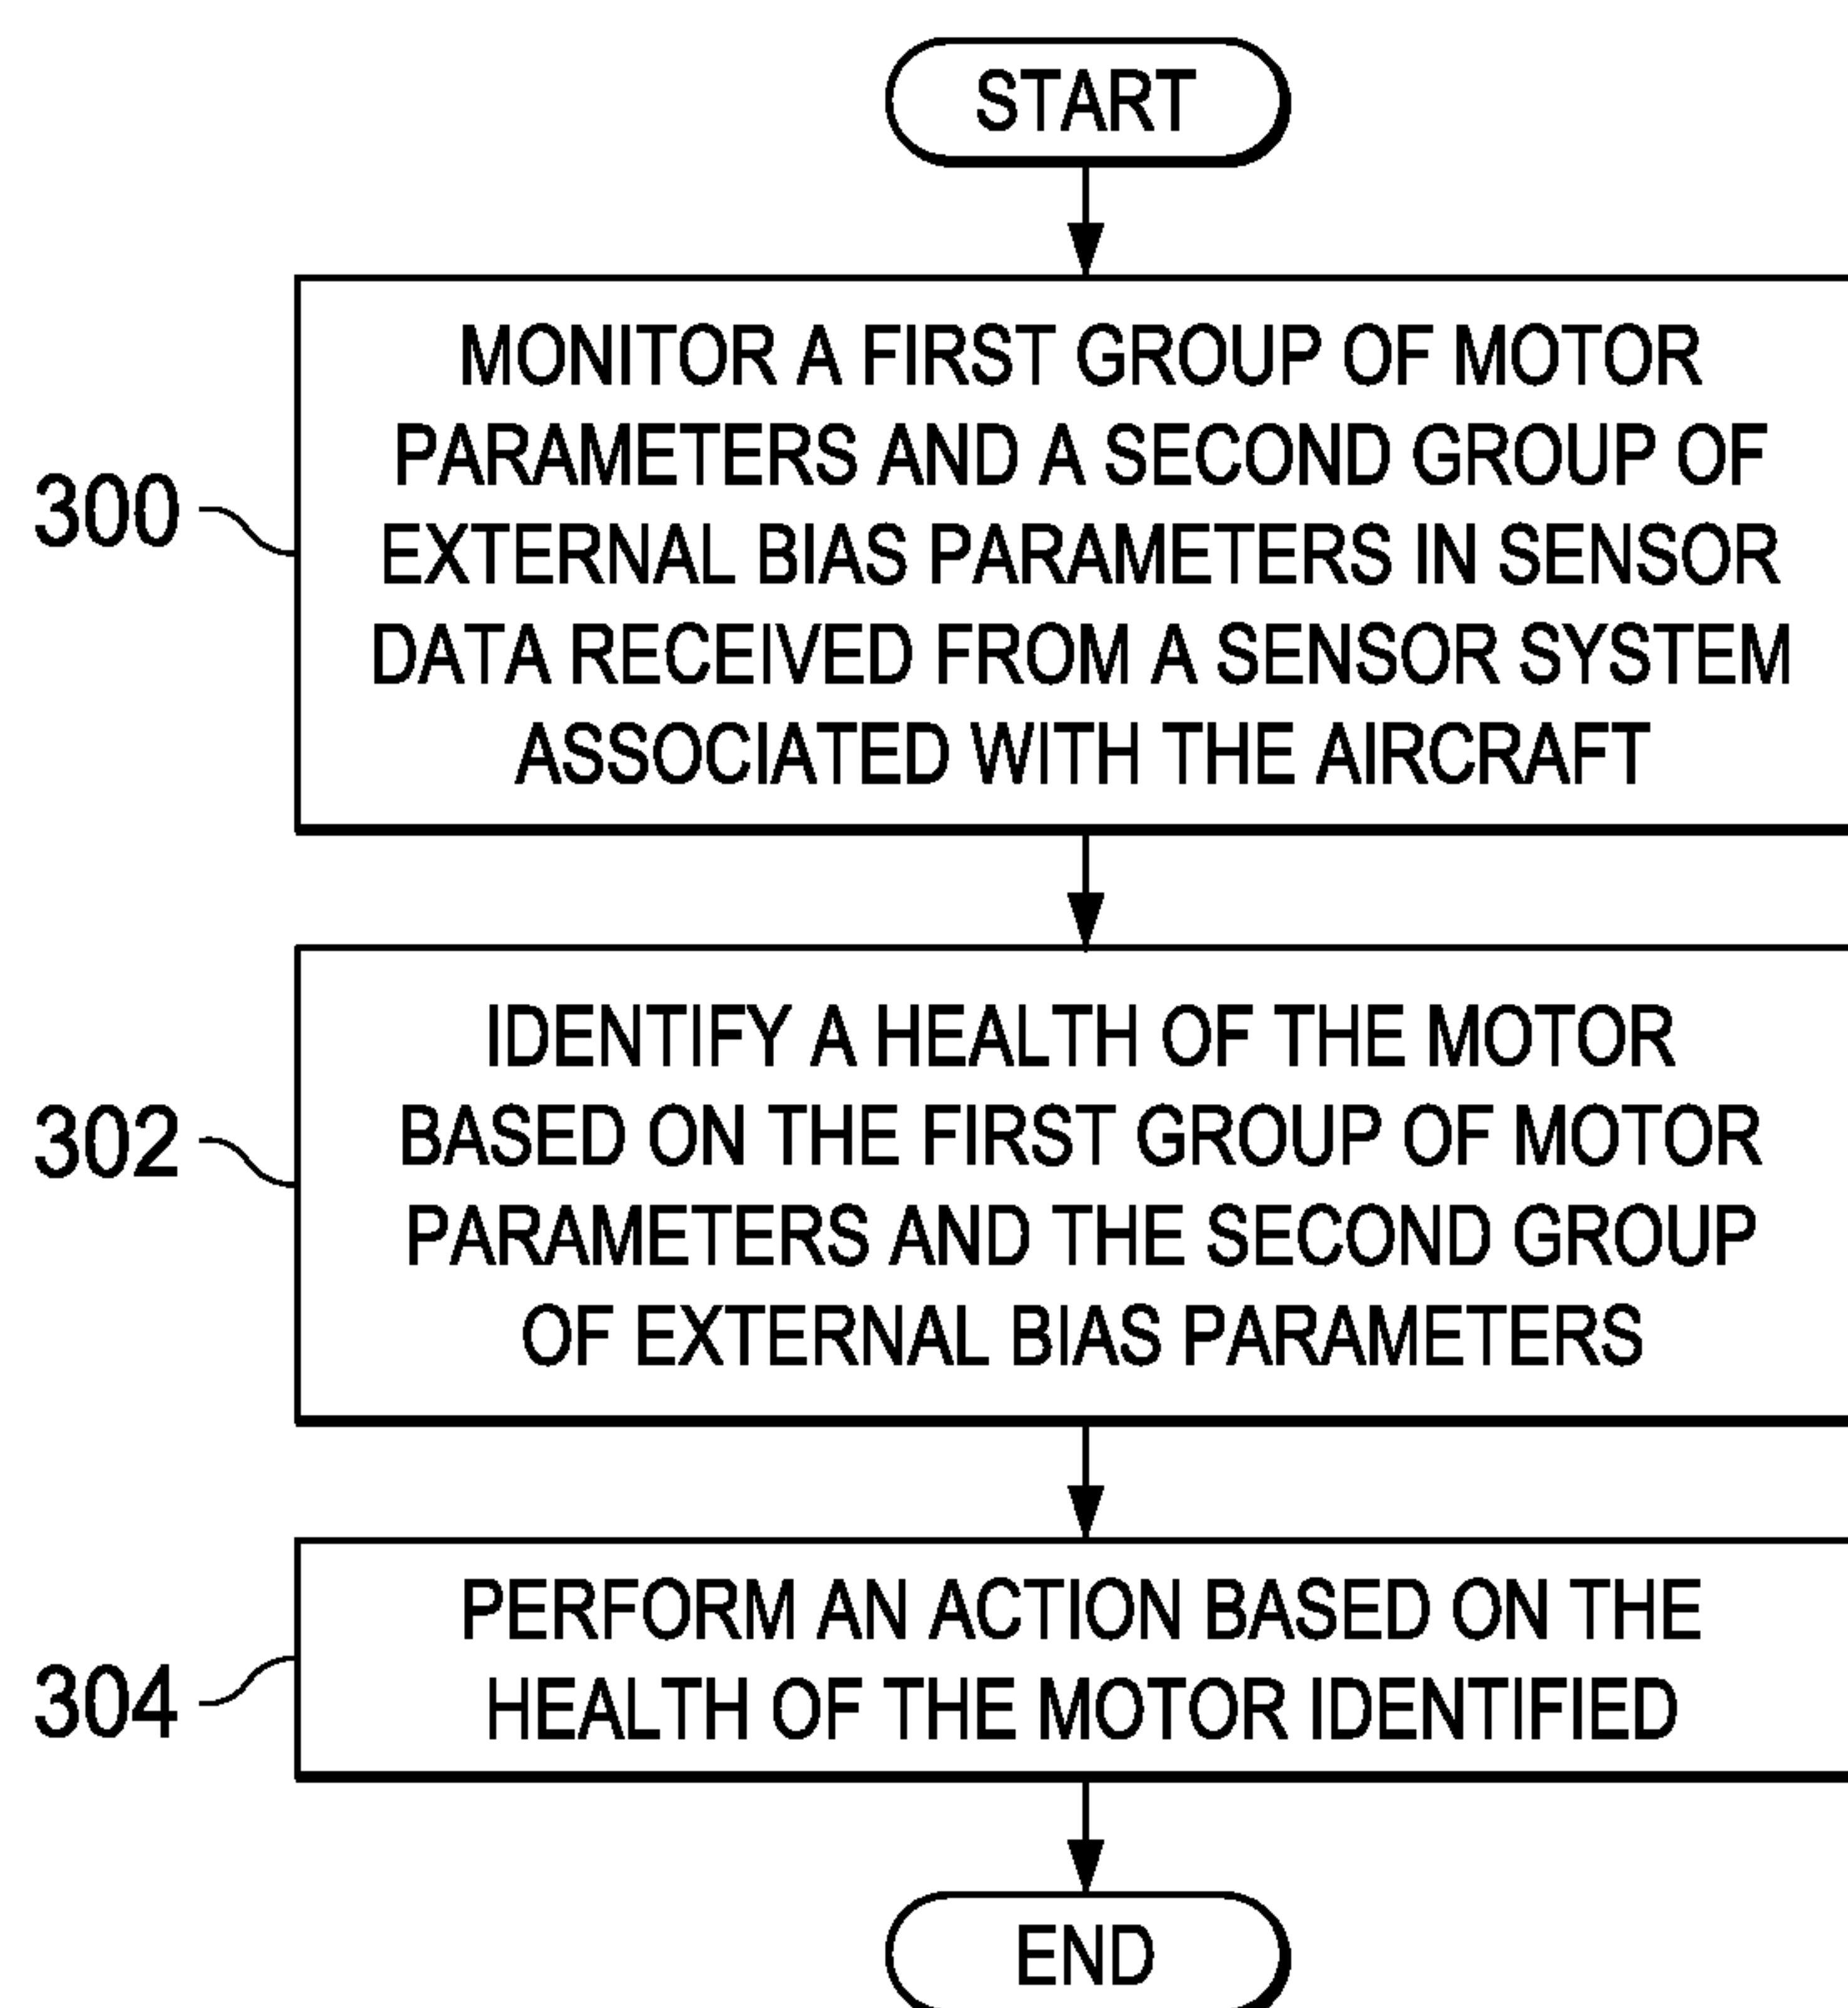 START
MONITOR A FIRST GROUP OF MOTOR
PARAMETERS AND A SECOND GROUP OF
EXTERNAL BIAS PARAMETERS IN SENSOR
DATA RECEIVED FROM A SENSOR SYSTEM
ASSOCIATED WITH THE AIRCRAFT
300
IDENTIFY A HEALTH OF THE MOTOR
BASED ON THE FIRST GROUP OF MOTOR
PARAMETERS AND THE SECOND GROUP
OF EXTERNAL BIAS PARAMETERS
302
PERFORM AN ACTION BASED ON THE
HEALTH OF THE MOTOR IDENTIFIED
304
END